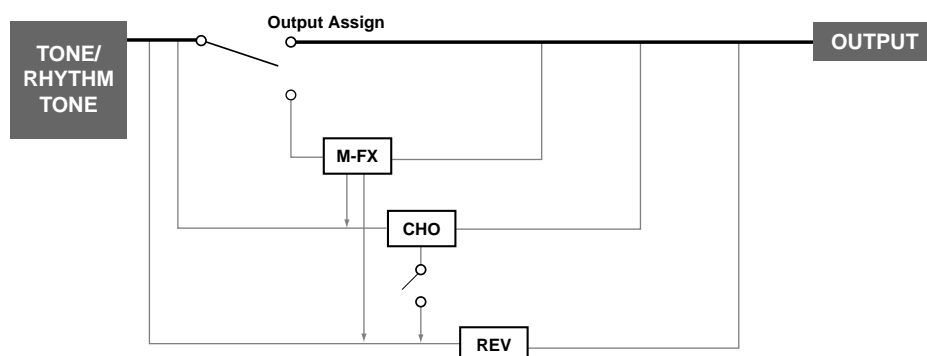 Output Assign
TONE/
RHYTHM
TONE
OUTPUT
M-FX
CHO
REV